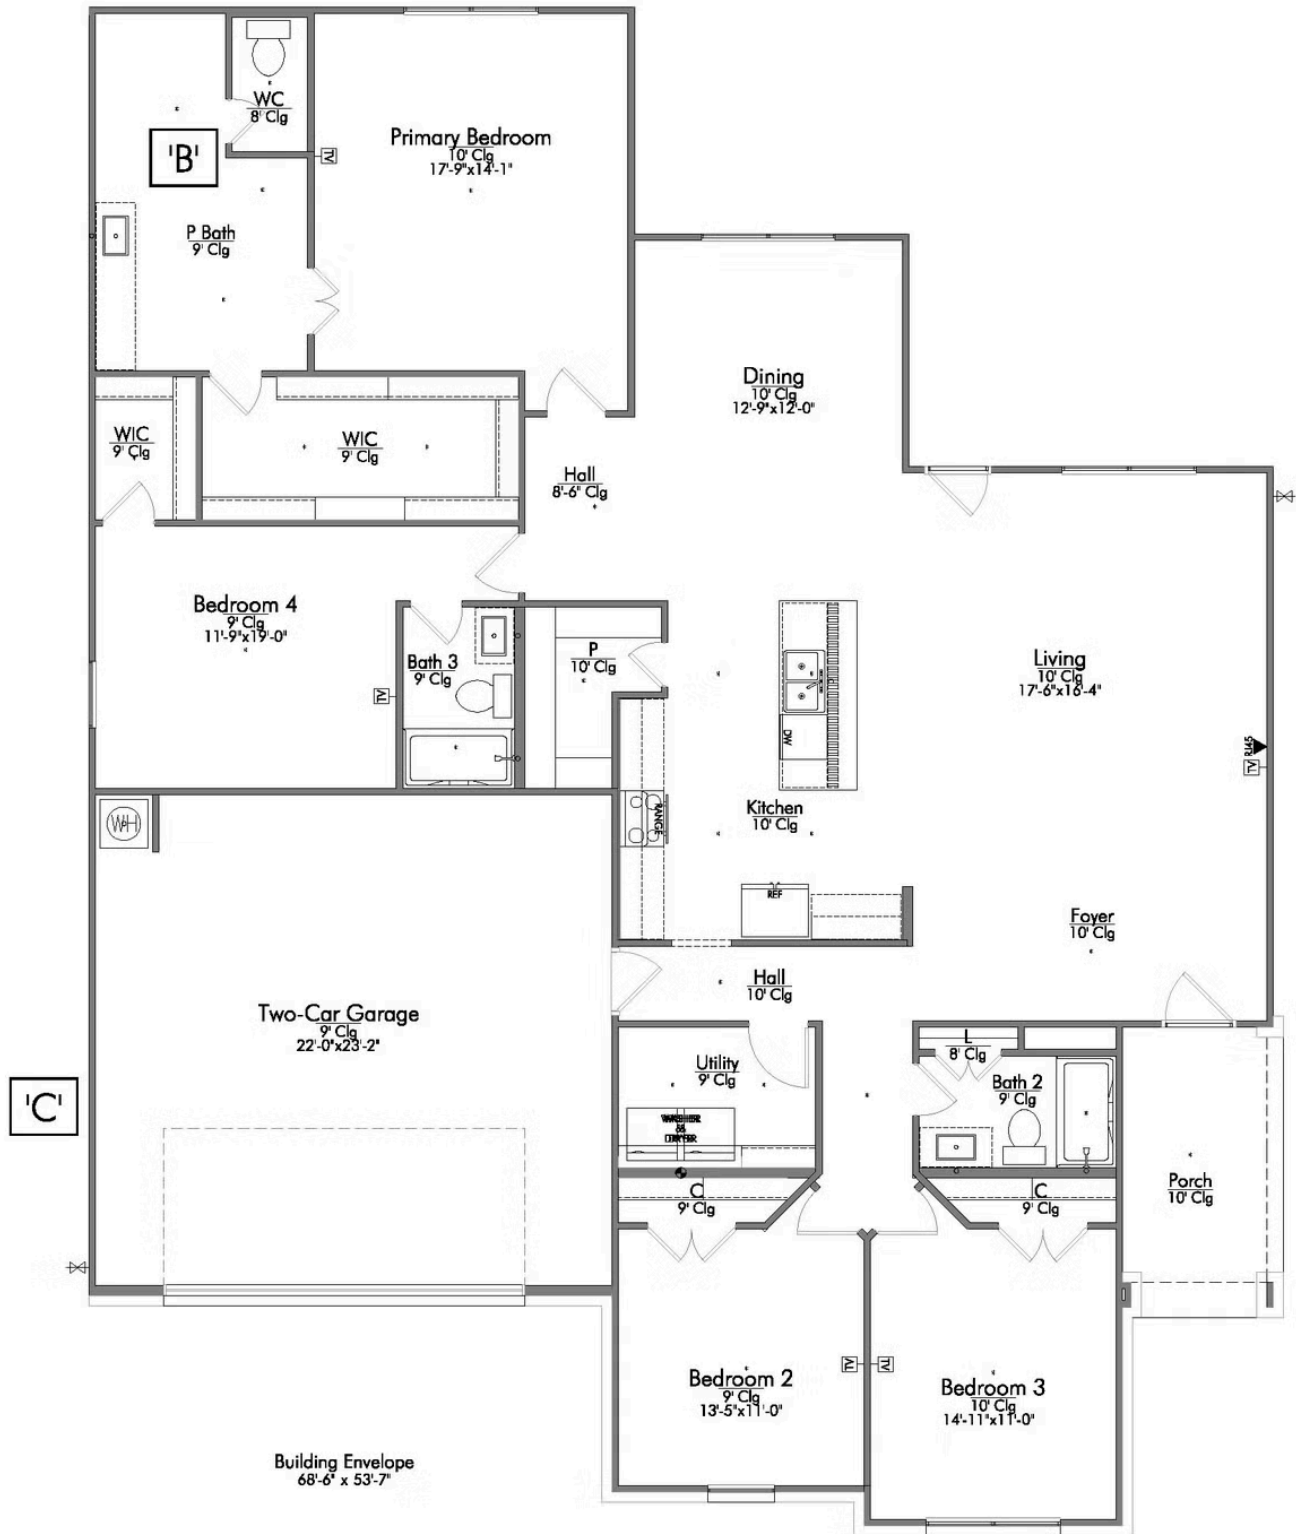 WC
8' Clg
'B'
Primary Bedroom
10' Clg
17'-9"x14'-1"
TV
P Bath
9' Clg
Dining
10' Clg
12'-9"x12'-0"
WIC
9' Clg
WIC
9' Clg
Hall
8'-6" Clg
Bedroom 4
9' Clg
11'-9"x19'-0"
TV
Bath 3
9' Clg
P
10' Clg
Living
10' Clg
17'-6"x16'-4"
DW
RJ45
TV
WH
RANGE
Kitchen
10' Clg
REF
Foyer
10' Clg
Hall
10' Clg
Two-Car Garage
9' Clg
22'-0"x23'-2"
'C'
Utility
9' Clg
WASHER
&
DRYER
L
8' Clg
Bath 2
9' Clg
C
9' Clg
C
9' Clg
Porch
10' Clg
TV
TV
Bedroom 2
9' Clg
13'-5"x11'-0"
Bedroom 3
10' Clg
14'-11"x11'-0"
Building Envelope
68'-6" x 53'-7"